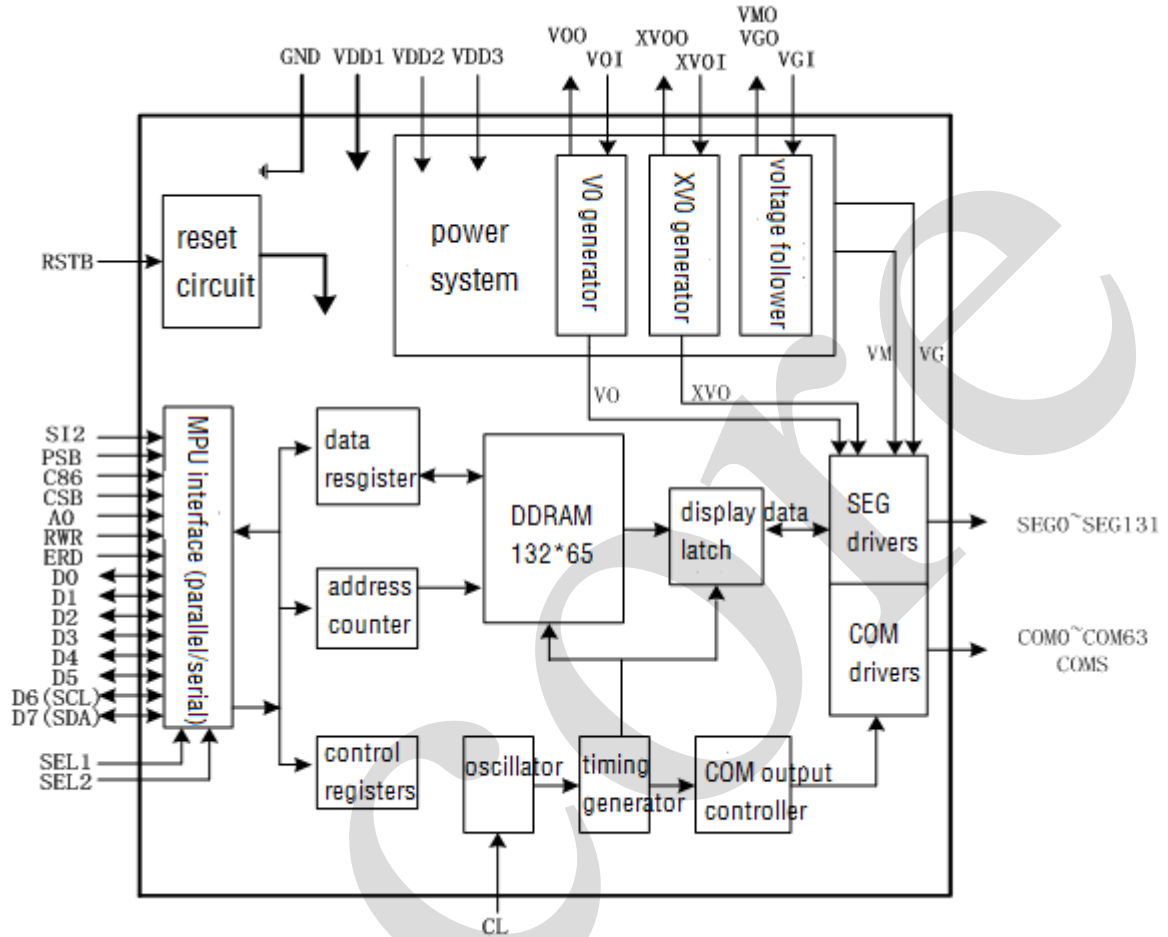 VMO
VOO XVOO VGO
GND VDD1 VDD2 VDD3 VOI XVOI VGI
reset
circuit
RSTB
power
system
V0 generator
XV0 generator
voltage follower
VM VG
VO XVO
SI2
PSB
C86
CSB
A0
RWR
ERD
D0
D1
D2
D3
D4
D5
D6(SCL)
D7(SDA)
SEL1
SEL2
MPU interface (parallel/serial)
data
resgister
address
counter
control
registers
DDRAM
132*65
display data
latch
SEG
drivers
COM
drivers
SEG0~SEG131
COM0~COM63
COMS
oscillator
timing
generator
COM output
controller
CL
core